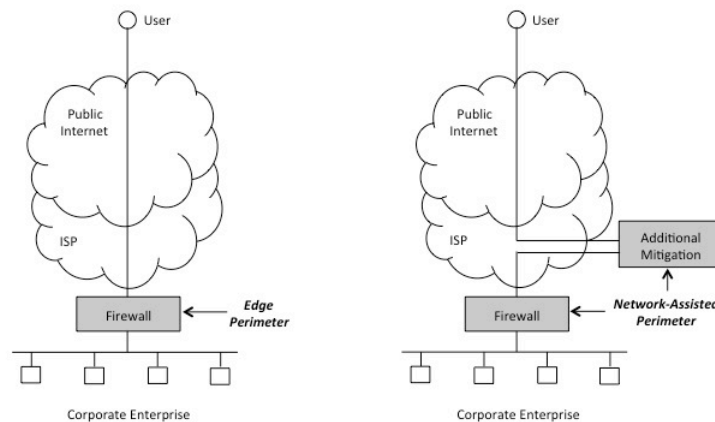 User
Public
Internet
ISP
Firewall
Edge
Perimeter
Corporate Enterprise
User
Public
Internet
ISP
Additional
Mitigation
Firewall
Network-Assisted
Perimeter
Corporate Enterprise